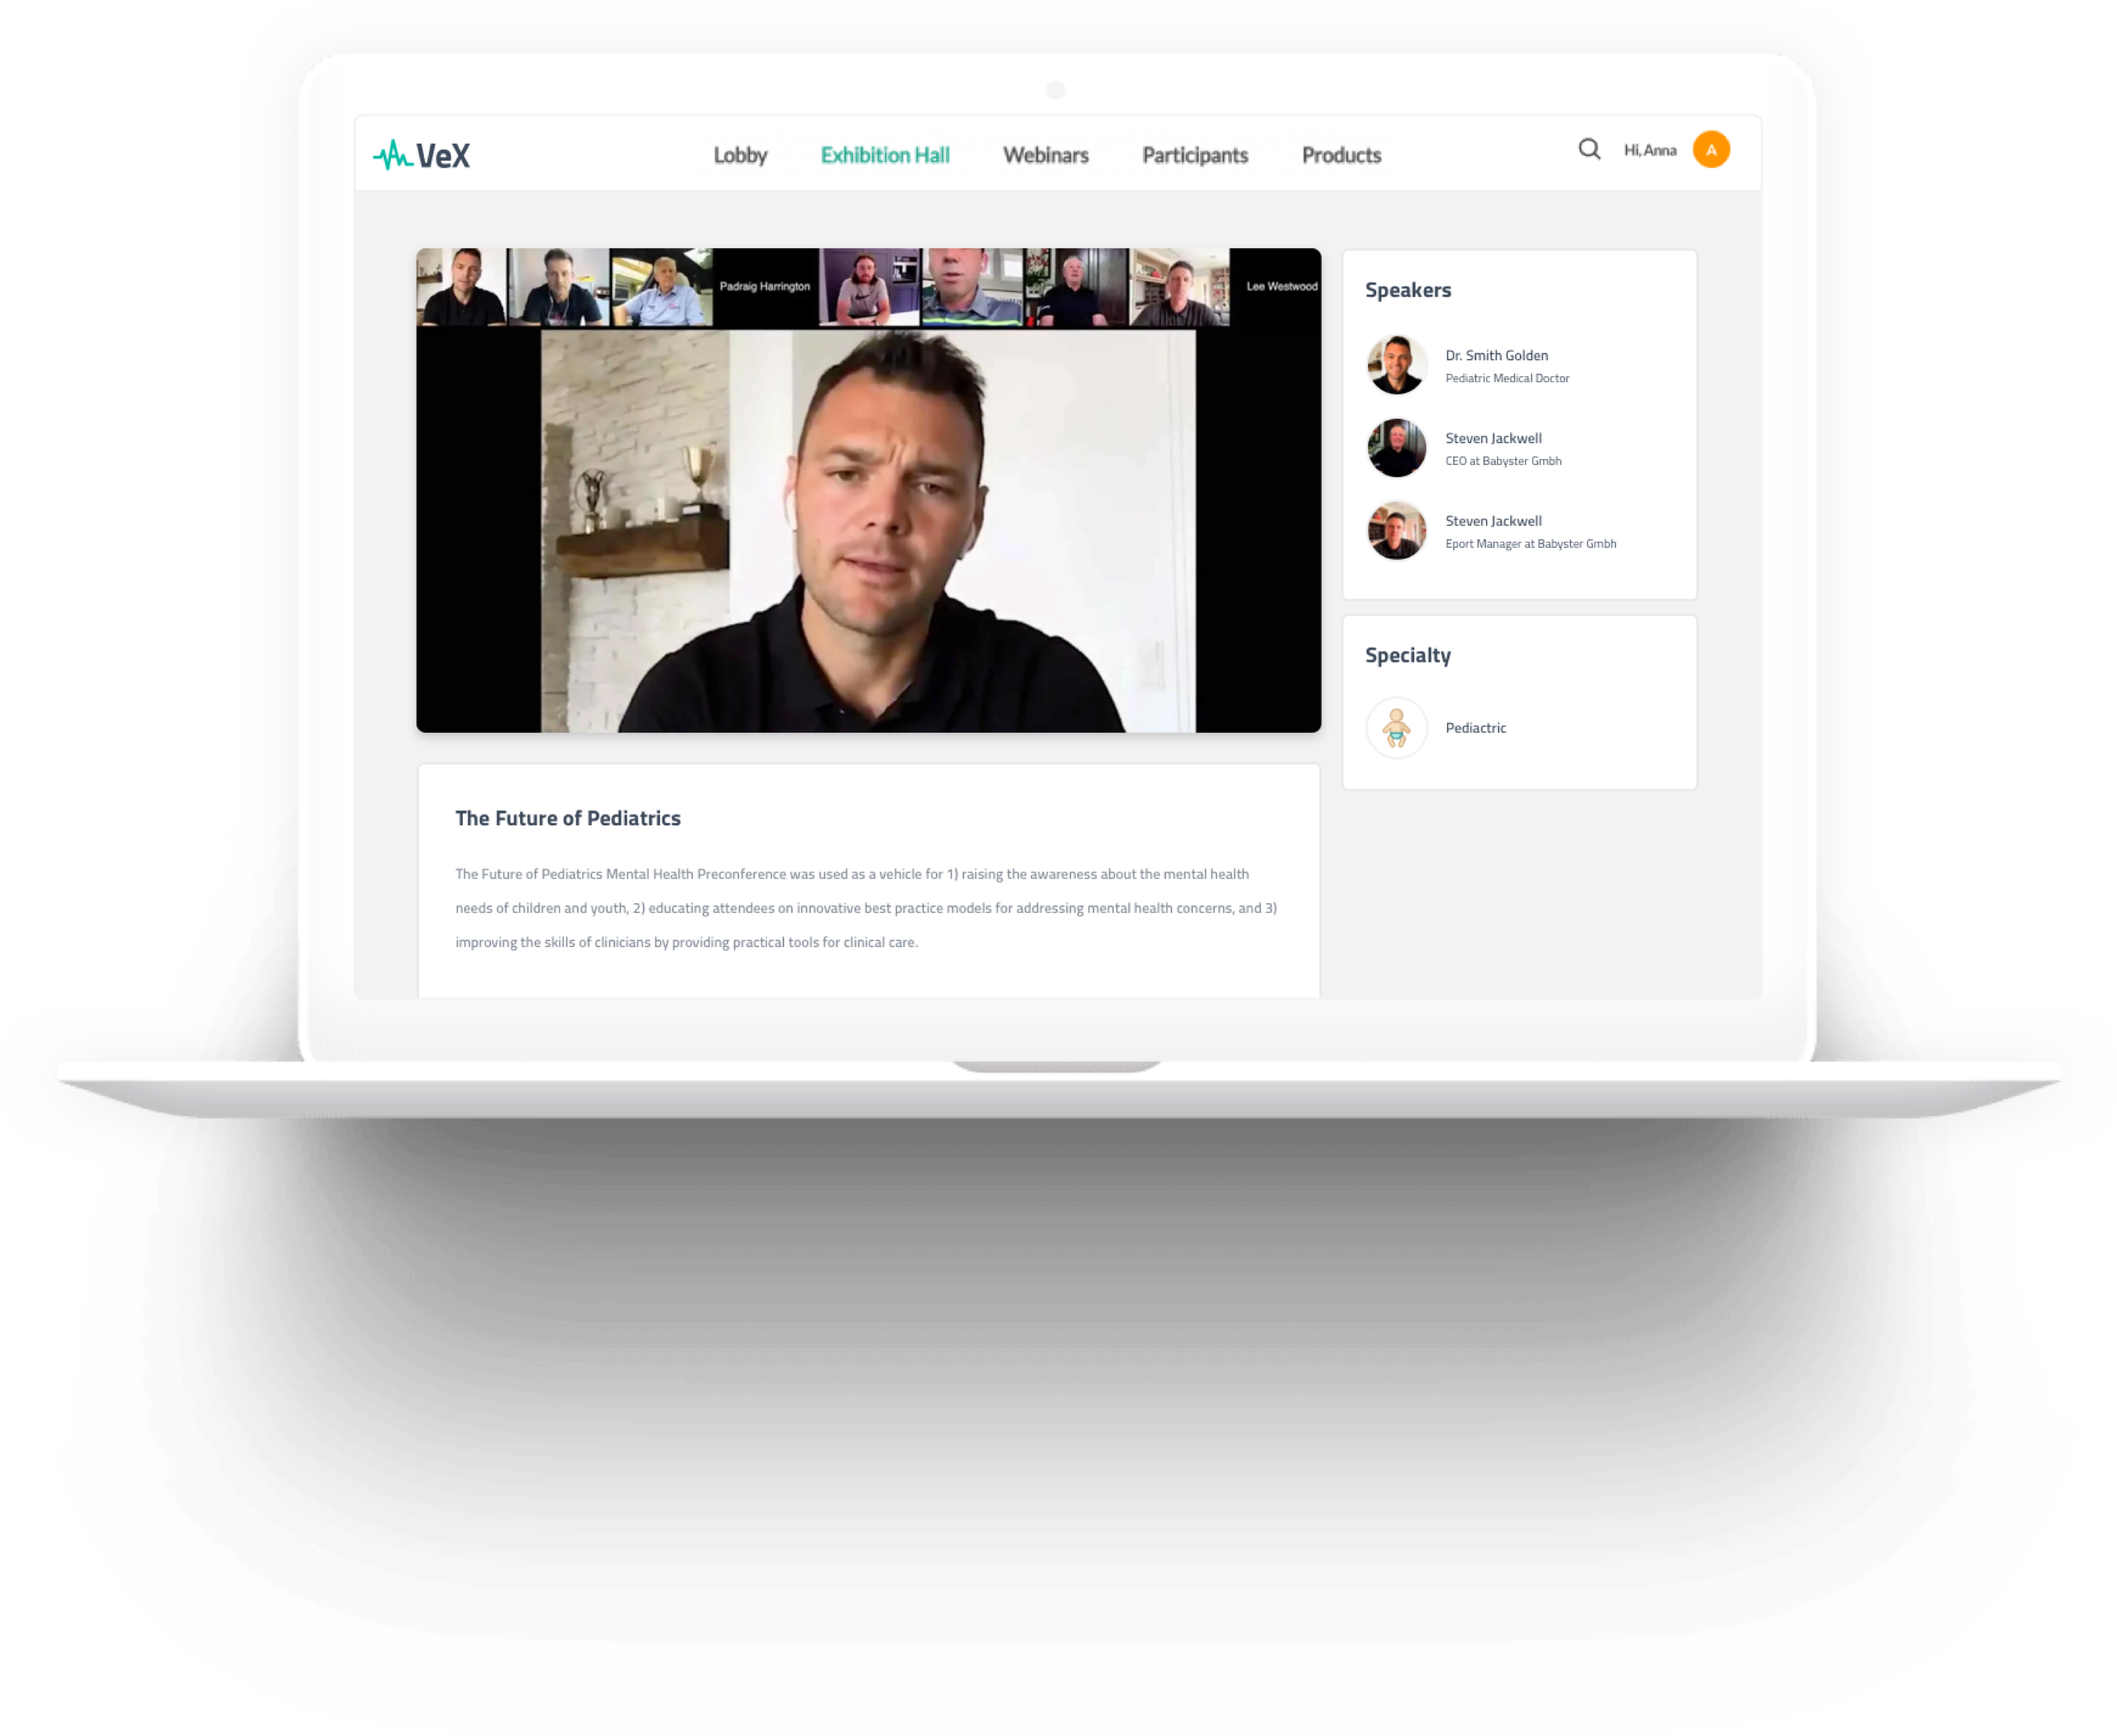 VeX
Lobby
Exhibition Hall
Webinars
Participants
Products
Hi, Anna
A
Padraig Harrington
Lee Westwood
Speakers
Dr. Smith Golden
Pediatric Medical Doctor
Steven Jackwell
CEO at Babyster Gmbh
Steven Jackwell
Eport Manager at Babyster Gmbh
Specialty
Pediactric
The Future of Pediatrics
The Future of Pediatrics Mental Health Preconference was used as a vehicle for 1) raising the awareness about the mental health
needs of children and youth, 2) educating attendees on innovative best practice models for addressing mental health concerns, and 3)
improving the skills of clinicians by providing practical tools for clinical care.